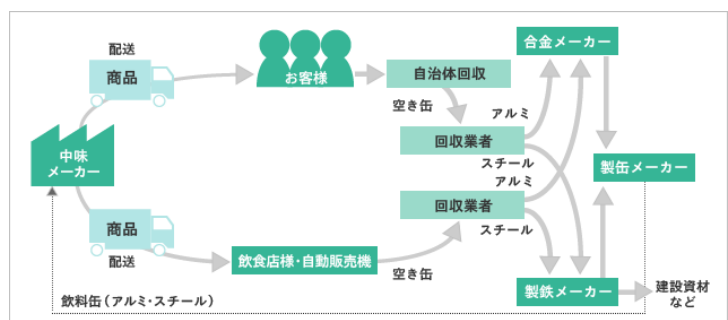 配送
商品
お客様
自治体回収
合金メーカー
空き缶
アルミ
回収業者
スチール
中味
メーカー
製缶メーカー
アルミ
回収業者
スチール
商品
配送
飲食店様・自動販売機
空き缶
製鉄メーカー
建設資材
など
飲料缶(アルミ・スチール)